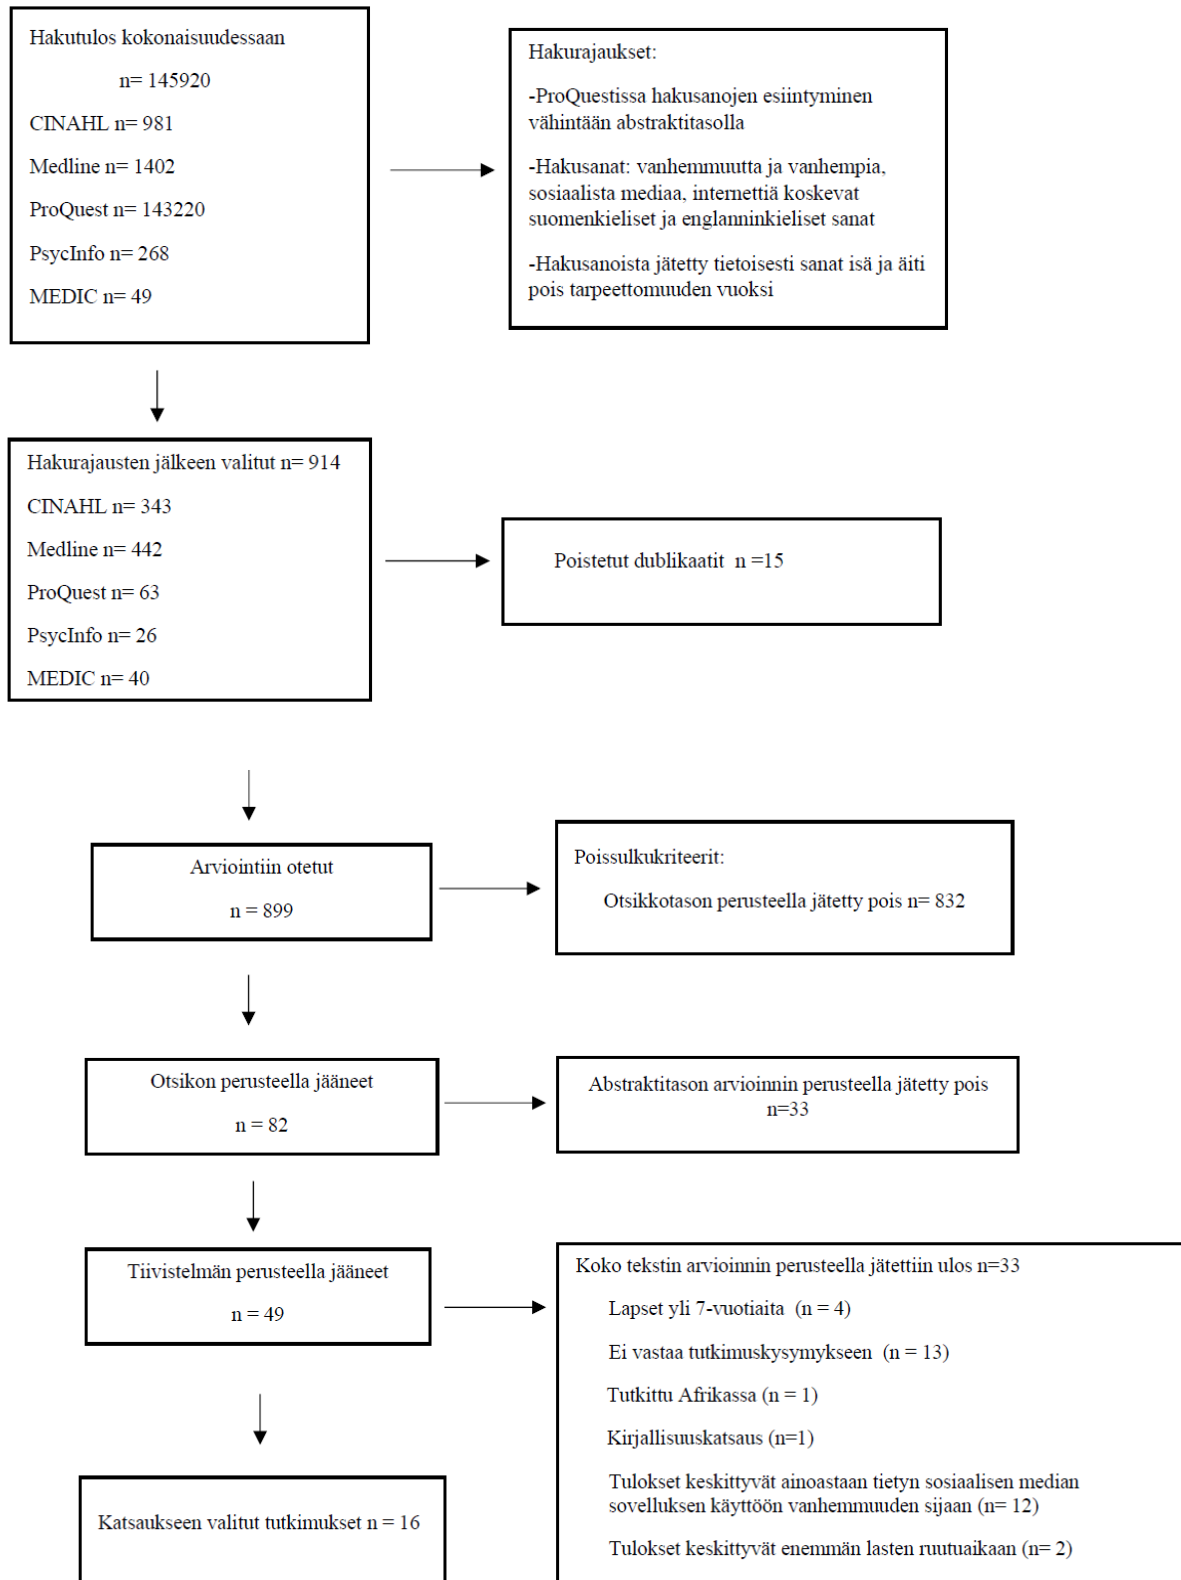 Hakutulos kokonaisuudessaan
n= 145920
CINAHL n= 981
Medline n= 1402
ProQuest n= 143220
PsycInfo n= 268
MEDIC n= 49
Hakurajaukset:
-ProQuestissa hakusanojen esiintyminen
vähintään abstraktitasolla
-Hakusanat: vanhemmuutta ja vanhempia,
sosiaalista mediaa, internettiä koskevat
suomenkieliset ja englanninkieliset sanat
-Hakusanoista jätetty tietoisesti sanat isä ja äiti
pois tarpeettomuuden vuoksi
Hakurajausten jälkeen valitut n= 914
CINAHL n= 343
Medline n= 442
ProQuest n= 63
PsycInfo n= 26
MEDIC n= 40
Poistetut dublikaatit n =15
Arviointiin otetut
n = 899
Poissulkukriteerit:
Otsikkotason perusteella jätetty pois n= 832
Otsikon perusteella jääneet
n = 82
Abstraktitason arvioinnin perusteella jätetty pois
n=33
Tiivistelmän perusteella jääneet
n = 49
Koko tekstin arvioinnin perusteella jätettiin ulos n=33
Lapset yli 7-vuotiaita (n = 4)
Ei vastaa tutkimuskysymykseen (n = 13)
Tutkittu Afrikassa (n = 1)
Kirjallisuuskatsaus (n=1)
Tulokset keskittyvät ainoastaan tietyn sosiaalisen median
sovelluksen käyttöön vanhemmuuden sijaan (n= 12)
Tulokset keskittyvät enemmän lasten ruutuaikaan (n= 2)
Katsaukseen valitut tutkimukset n = 16